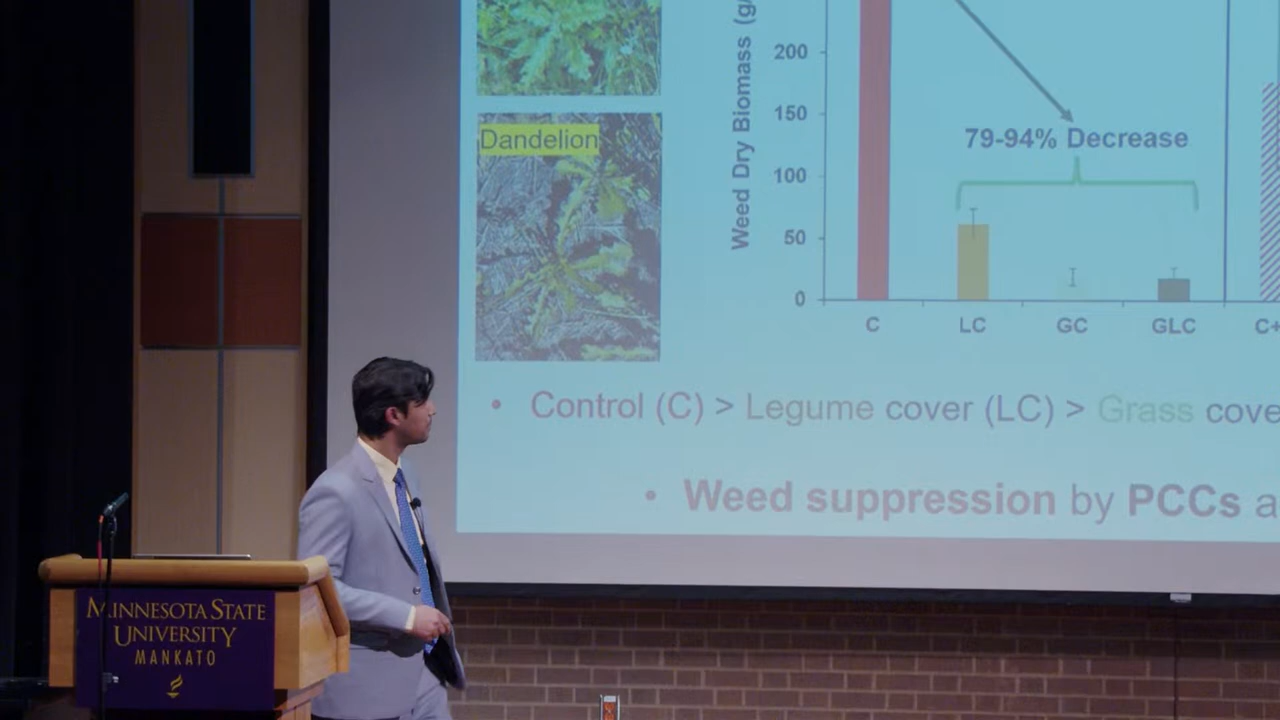 Dandelion
Weed Dry Biomass (g
200
150
100
50
0
79-94% Decrease
C
LC
GC
GLC
C+
• Control (C) > Legume cover (LC) > Grass cove
• Weed suppression by PCCs a
MINNESOTA STATE
UNIVERSITY
MANKATO